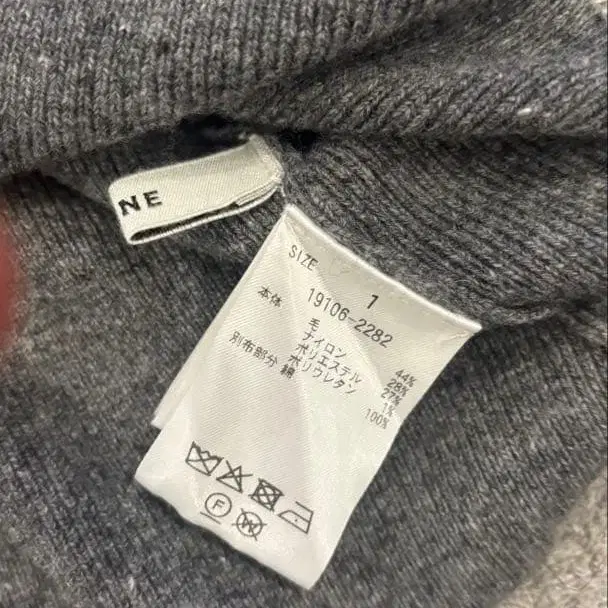 NE
SIZE 1
19106-2282
本体 毛 44%
ナイロン 28%
ポリエステル 27%
ポリウレタン 1%
別布部分 綿 100%
F
W